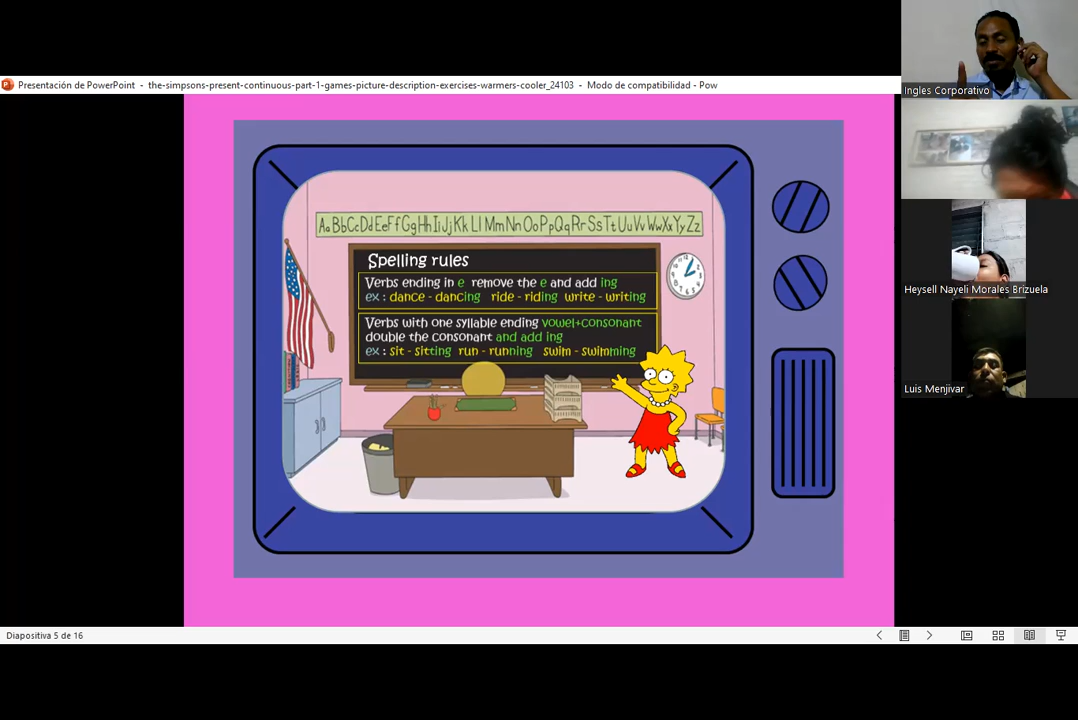 Presentación de PowerPoint - the-simpsons-present-continuous-part-1-games-picture-description-exercises-warmers-cooler_24103 - Modo de compatibilidad - Pow
Ingles Corporativo
Heysell Nayeli Morales Brizuela
Luis Menjivar
AaBbCcDdEeFfGgHhIiJjKkLlMmNnOoPpQqRrSsTtUuVvWwXxYyZz
Spelling rules
Verbs ending in e remove the e and add ing
ex : dance - dancing ride - riding write - writing
Verbs with one syllable ending vowel+consonant
double the consonant and add ing
ex : sit - sitting run - running swim - swimming
Diapositiva 5 de 16